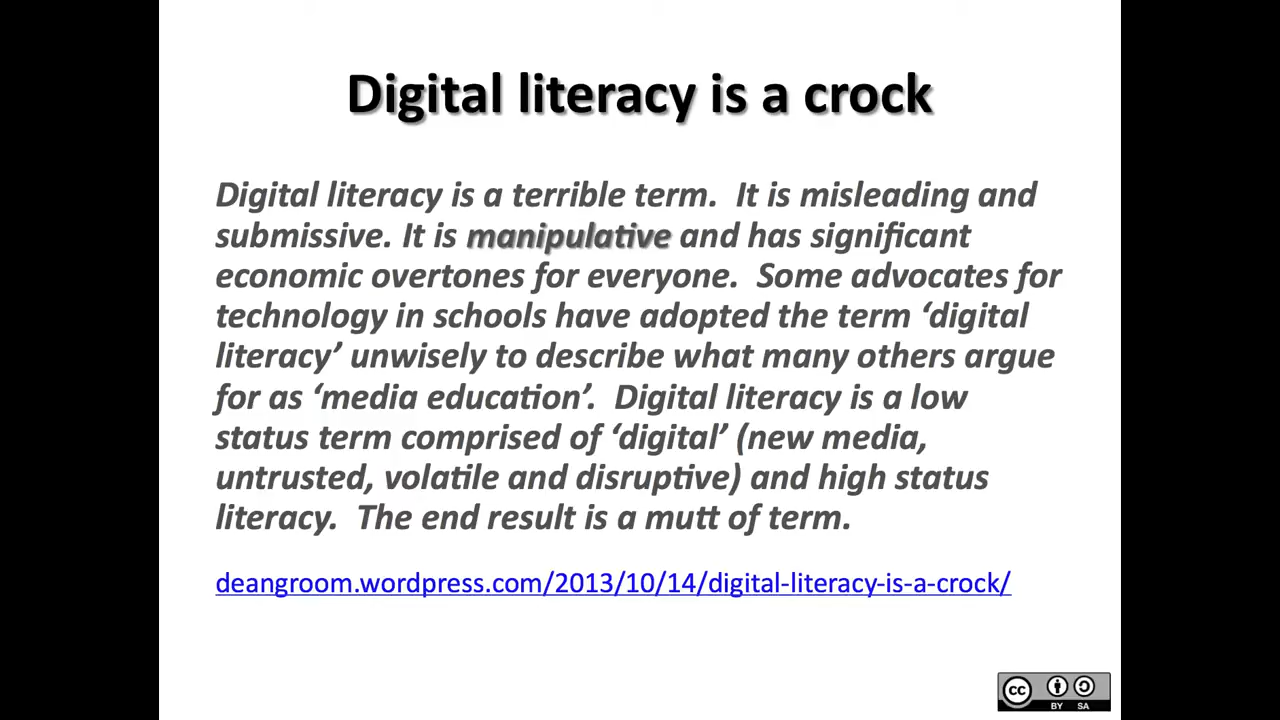 Digital literacy is a crock
Digital literacy is a terrible term.  It is misleading and
submissive. It is manipulative and has significant
economic overtones for everyone.  Some advocates for
technology in schools have adopted the term ‘digital
literacy’ unwisely to describe what many others argue
for as ‘media education’.  Digital literacy is a low
status term comprised of ‘digital’ (new media,
untrusted, volatile and disruptive) and high status
literacy.  The end result is a mutt of term.
deangroom.wordpress.com/2013/10/14/digital-literacy-is-a-crock/
cc BY SA